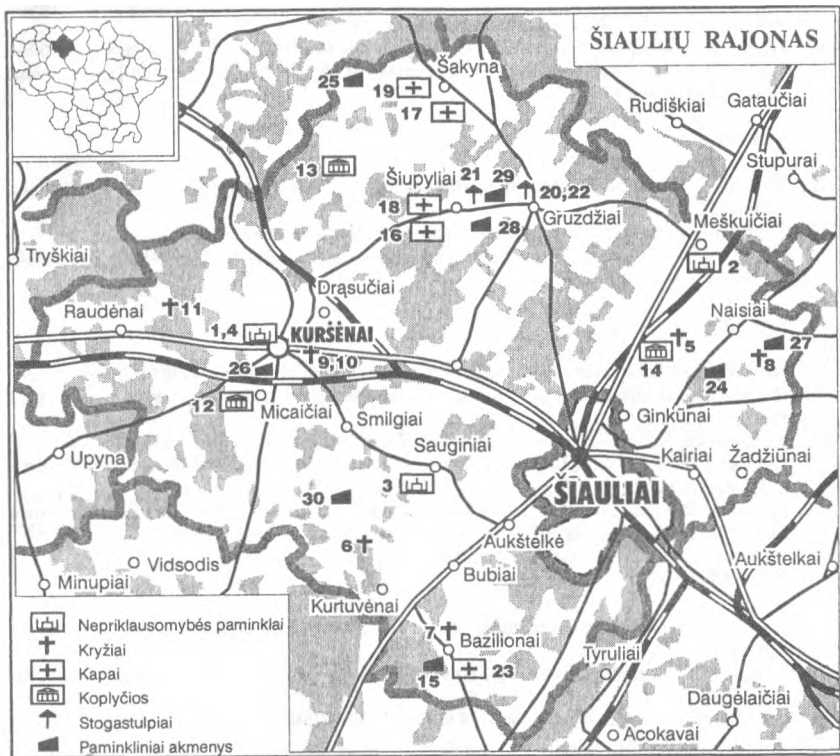 ŠIAULIŲ RAJONAS
25
19
Šakyna
17
Rudiškiai
Gataučiai
13
Stupurai
Šiupyliai
21
29
20,22
18
Gruzdžiai
16
28
Meškuičiai
2
Tryškiai
Drąsučiai
11
Raudėnai
1,4
KURŠĖNAI
Naisiai
5
27
9,10
14
8
26
24
12
Micaičiai
Ginkūnai
Smilgiai
Sauginiai
Kairiai
Žadžiūnai
Upyna
3
ŠIAULIAI
30
Aukštelkė
6
Vidsodis
Bubiai
Aukštelkai
Minupiai
Kurtuvėnai
7
Bazilionai
15
23
Tyruliai
Daugėlaičiai
Acokavai
Nepriklausomybės paminklai
Kryžiai
Kapai
Koplyčios
Stogastulpiai
Paminkliniai akmenys